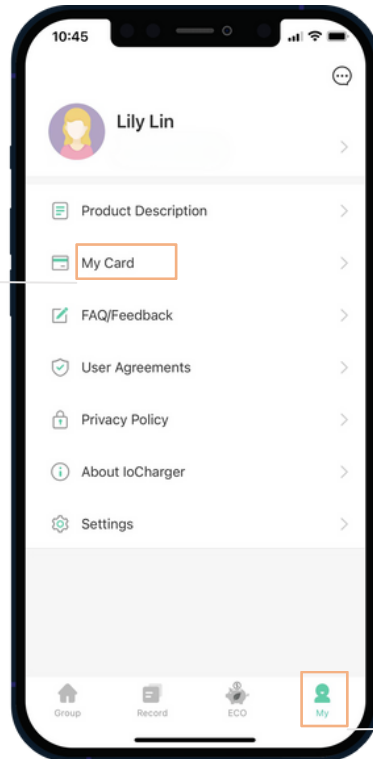 10:45
Lily Lin
Product Description
My Card
FAQ/Feedback
User Agreements
Privacy Policy
About IoCharger
Settings
Group Record ECO My